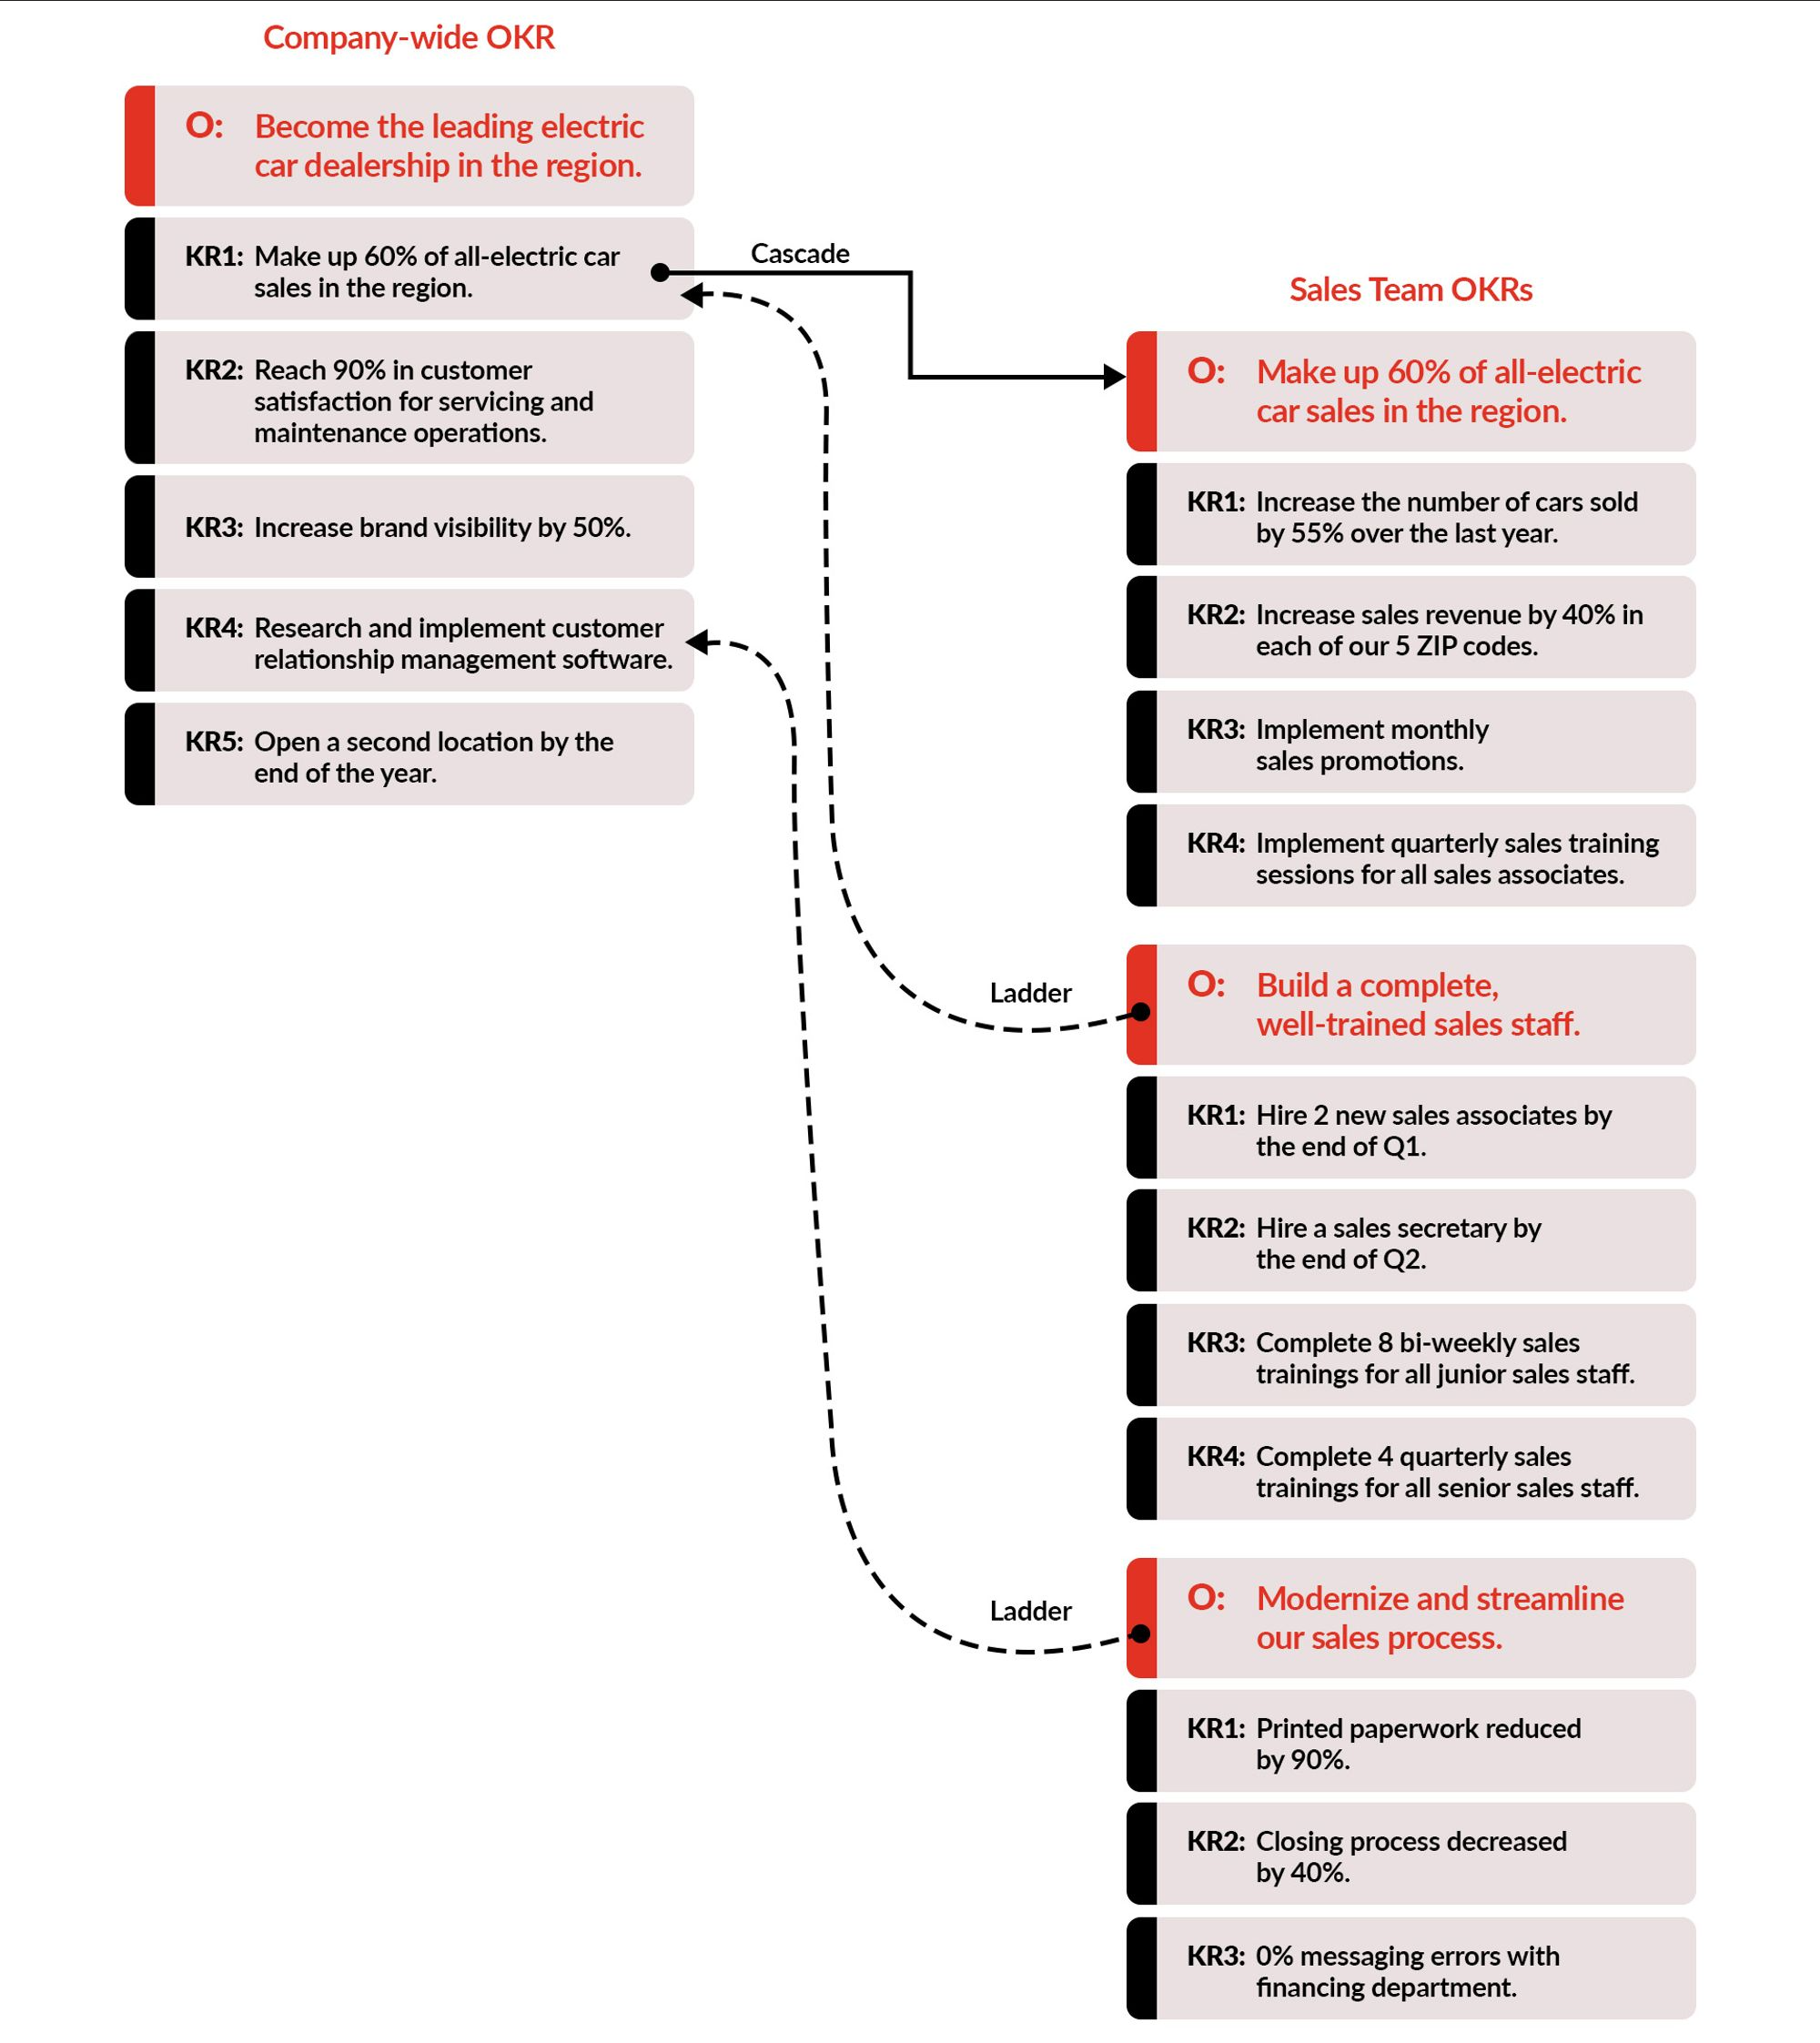 Company-wide OKR
O: Become the leading electric
car dealership in the region.
KR1: Make up 60% of all-electric car
sales in the region.
KR2: Reach 90% in customer
satisfaction for servicing and
maintenance operations.
KR3: Increase brand visibility by 50%.
KR4: Research and implement customer
relationship management software.
KR5: Open a second location by the
end of the year.
Cascade
Ladder
Ladder
Sales Team OKRs
O: Make up 60% of all-electric
car sales in the region.
KR1: Increase the number of cars sold
by 55% over the last year.
KR2: Increase sales revenue by 40% in
each of our 5 ZIP codes.
KR3: Implement monthly
sales promotions.
KR4: Implement quarterly sales training
sessions for all sales associates.
O: Build a complete,
well-trained sales staff.
KR1: Hire 2 new sales associates by
the end of Q1.
KR2: Hire a sales secretary by
the end of Q2.
KR3: Complete 8 bi-weekly sales
trainings for all junior sales staff.
KR4: Complete 4 quarterly sales
trainings for all senior sales staff.
O: Modernize and streamline
our sales process.
KR1: Printed paperwork reduced
by 90%.
KR2: Closing process decreased
by 40%.
KR3: 0% messaging errors with
financing department.